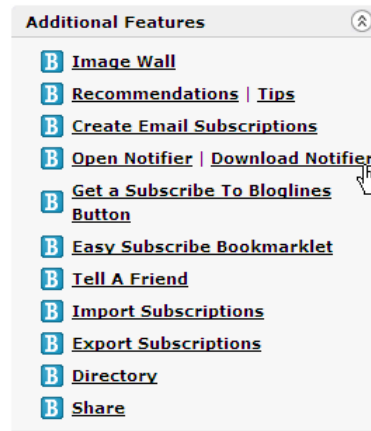 Additional Features
B Image Wall
B Recommendations | Tips
B Create Email Subscriptions
B Open Notifier | Download Notifier
B Get a Subscribe To Bloglines
Button
B Easy Subscribe Bookmarklet
B Tell A Friend
B Import Subscriptions
B Export Subscriptions
B Directory
B Share